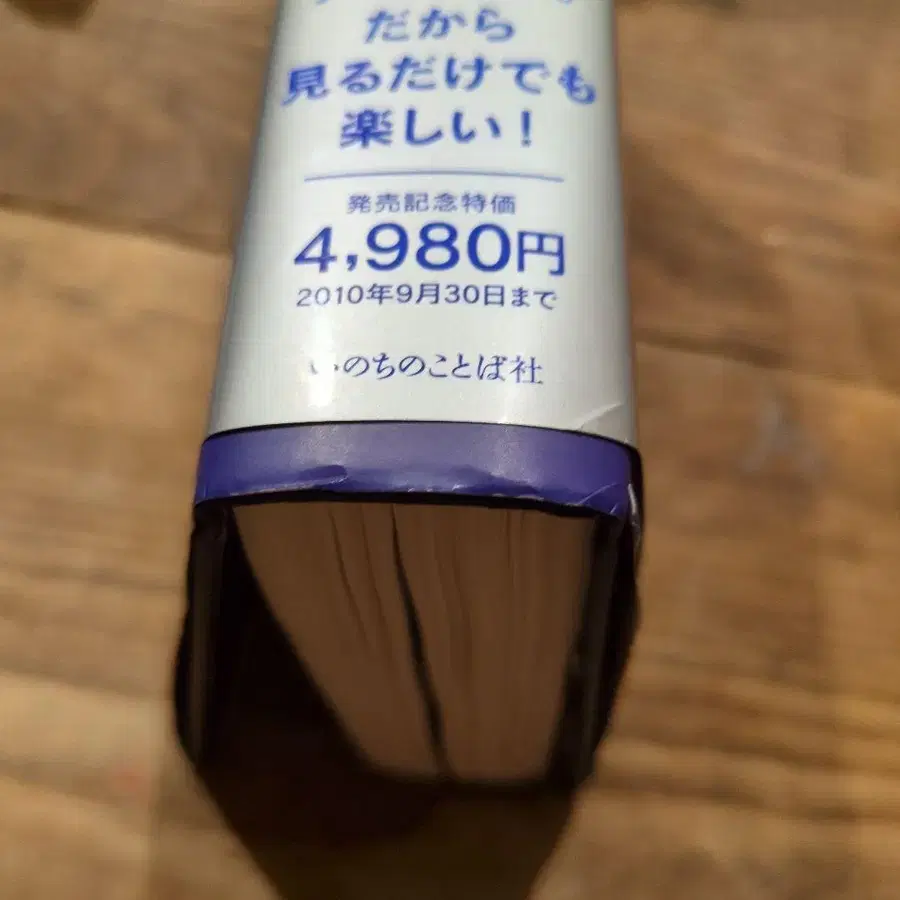 だから
見るだけでも
楽しい!
発売記念特価
4,980円
2010年9月30日まで
いのちのことば社